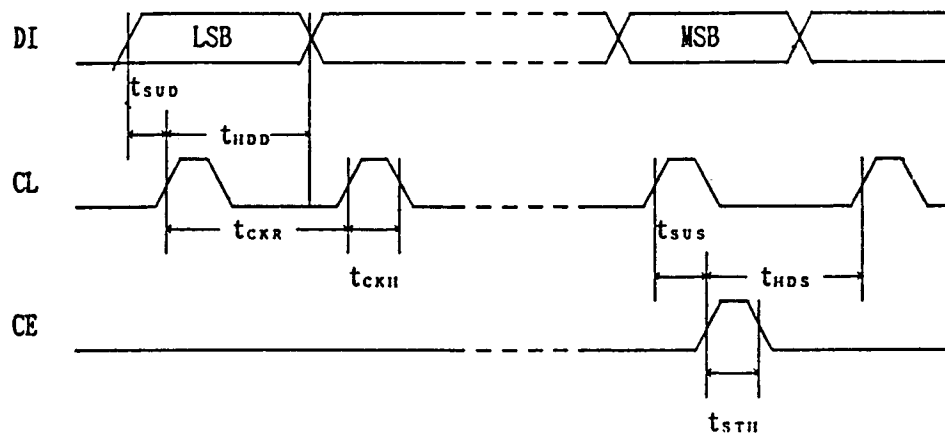 DI LSB MSB
tSUD
tHDD
CL
tCKR tSUS
tCKH tHDS
CE
tSTH